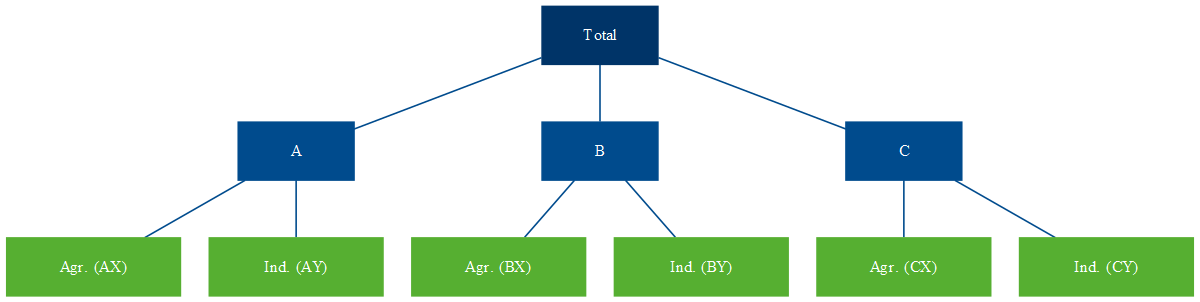 Total
A
B
C
Agr. (AX)
Ind. (AY)
Agr. (BX)
Ind. (BY)
Agr. (CX)
Ind. (CY)